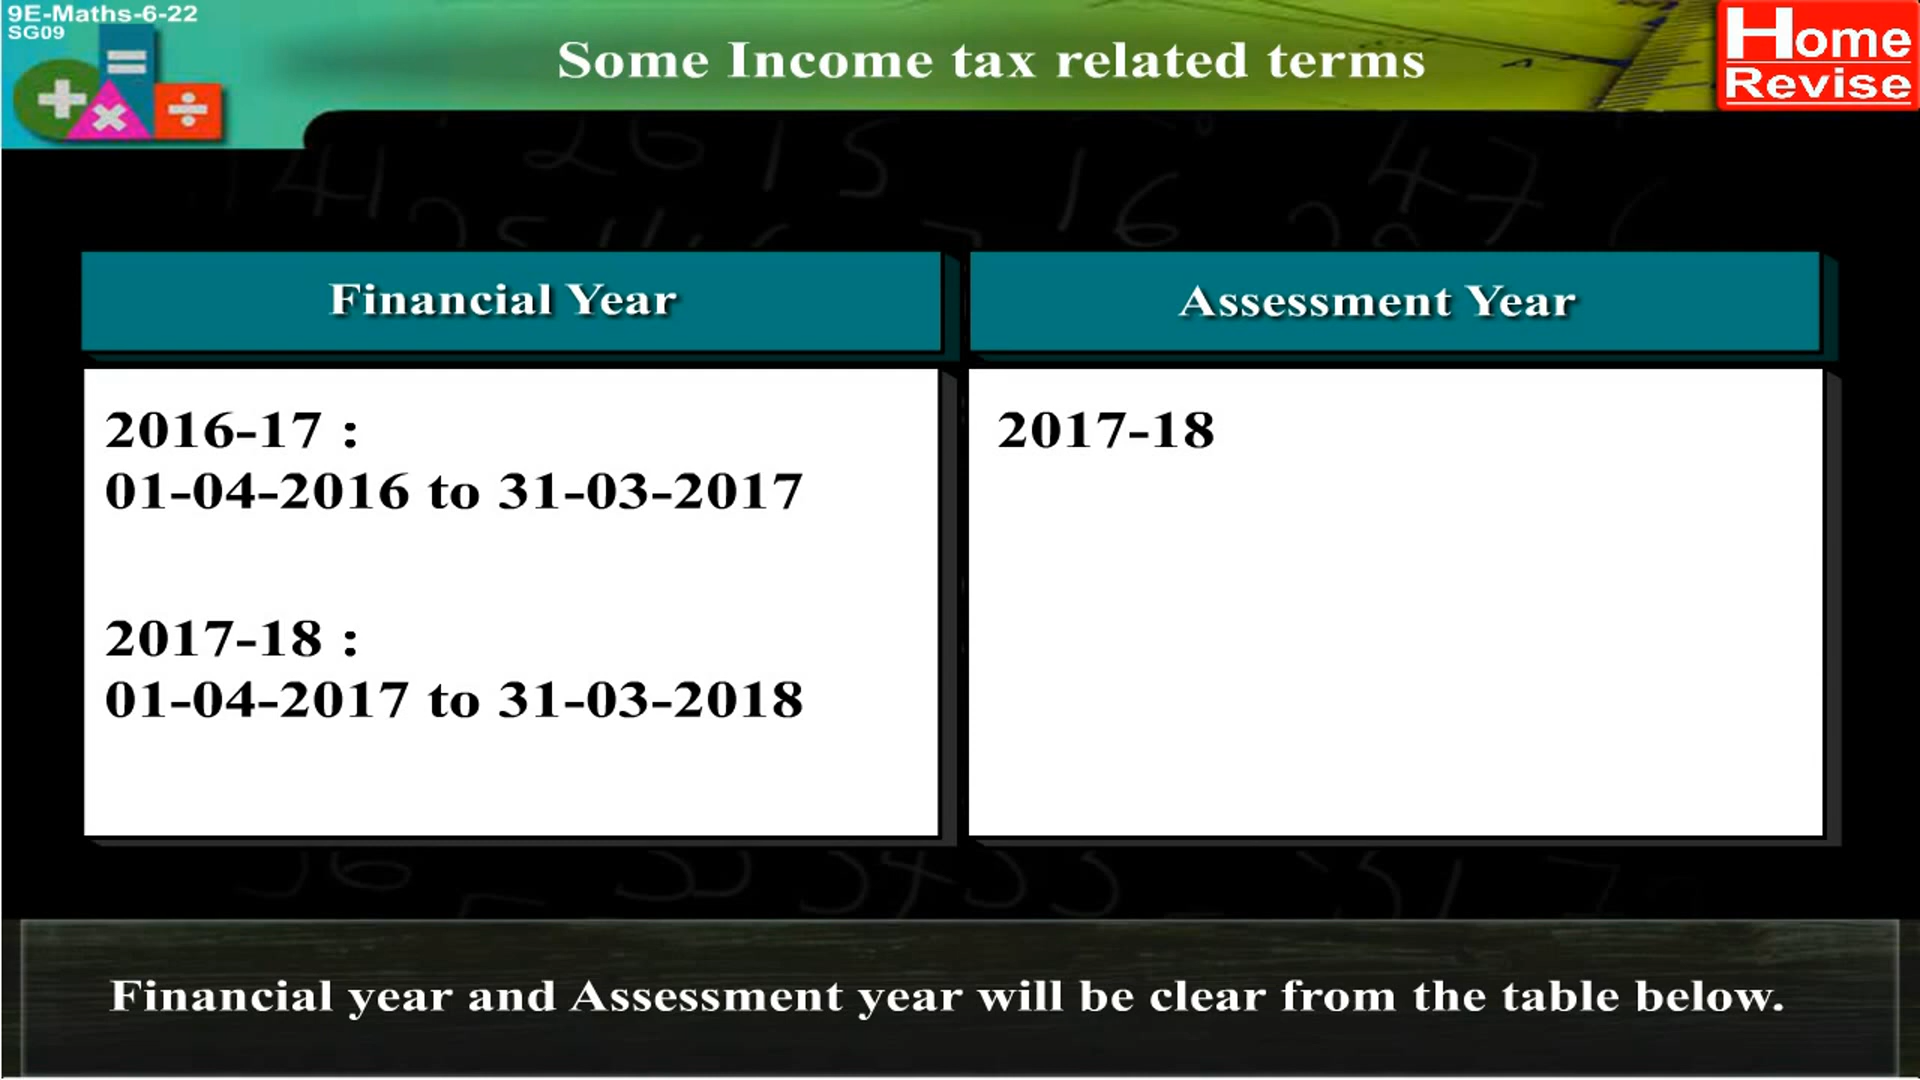 9E-Maths-6-22
SG09
Some Income tax related terms
Home
Revise
Financial Year
Assessment Year
2016-17 :
01-04-2016 to 31-03-2017
2017-18 :
01-04-2017 to 31-03-2018
2017-18
Financial year and Assessment year will be clear from the table below.